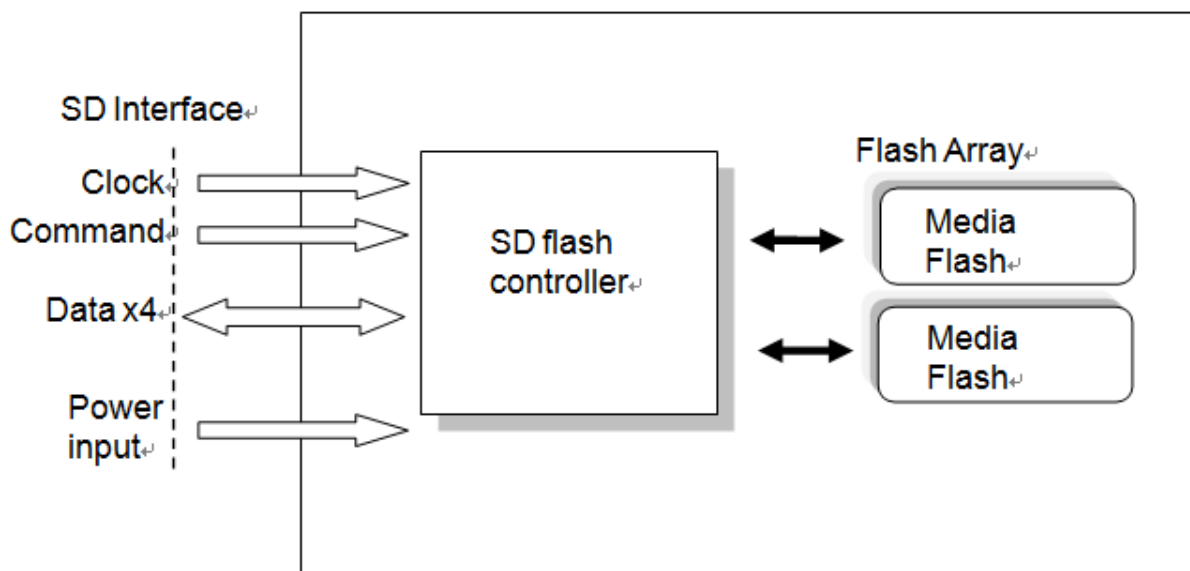 SD Interface
Clock
Command
Data x4
Power
input
SD flash
controller
Flash Array
Media
Flash
Media
Flash